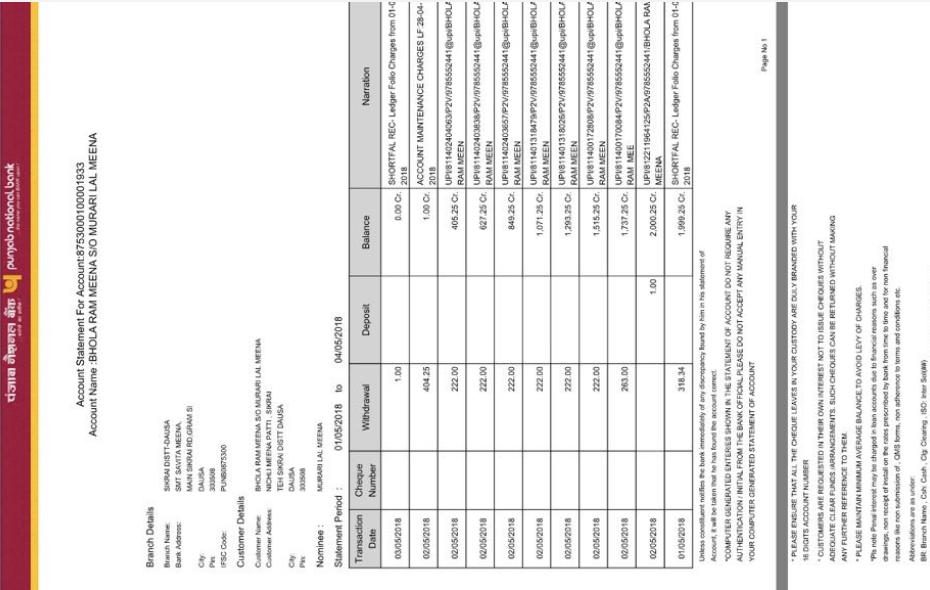 पंजाब नैशनल बैंक punjab national bank
Account Statement For Account:8753000100001933
Account Name :BHOLA RAM MEENA S/O MURARI LAL MEENA
Branch Details
Branch Name: SIKRAI DISTT-DAUSA
Bank Address: SMT. SAVITA MEENA,
MAIN SIKRAI RD.GRAM SI
City: DAUSA
Pin: 303508
IFSC Code: PUNB0875300
Customer Details
Customer Name: BHOLA RAM MEENA S/O MURARI LAL MEENA
Customer Address: NICHLI MEENA PATTI , SIKRAI
TEH SIKRAI DISTT DAUSA
City: DAUSA
Pin: 303508
Nominee : MURARI LAL MEENA
Statement Period : 01/05/2018 to 04/05/2018
Transaction Date Cheque Number Withdrawal Deposit Balance Narration
03/05/2018 1.00 0.00 Cr. SHORTFAL REC- Ledger Folio Charges from 01-0
2018
02/05/2018 404.25 1.00 Cr. ACCOUNT MAINTENANCE CHARGES LF 28-04-
2018
02/05/2018 222.00 405.25 Cr. UPI/811402404063/P2V/9785552441@upi/BHOLA
RAM MEEN
02/05/2018 222.00 627.25 Cr. UPI/811402403838/P2V/9785552441@upi/BHOLA
RAM MEEN
02/05/2018 222.00 849.25 Cr. UPI/811402403657/P2V/9785552441@upi/BHOLA
RAM MEEN
02/05/2018 222.00 1,071.25 Cr. UPI/811401318479/P2V/9785552441@upi/BHOLA
RAM MEEN
02/05/2018 222.00 1,293.25 Cr. UPI/811401318026/P2V/9785552441@upi/BHOLA
RAM MEEN
02/05/2018 222.00 1,515.25 Cr. UPI/811400172808/P2V/9785552441@upi/BHOLA
RAM MEEN
02/05/2018 263.00 1,737.25 Cr. UPI/811400170084/P2V/9785552441@upi/BHOLA
RAM MEE
02/05/2018 1.00 2,000.25 Cr. UPI/812211964125/P2A/9785552441/BHOLA RAM
MEENA
01/05/2018 318.34 1,999.25 Cr. SHORTFAL REC- Ledger Folio Charges from 01-0
2018
Unless constituent notifies the bank immediately of any discrepancy found by him in his statement of
Account, it will be taken that he has found the account correct.
"COMPUTER GENERATED ENTRIES SHOWN IN THE STATEMENT OF ACCOUNT DO NOT REQUIRE ANY
AUTHENTICATION / INITIAL FROM THE BANK OFFICIAL.PLEASE DO NOT ACCEPT ANY MANUAL ENTRY IN
YOUR COMPUTER GENERATED STATEMENT OF ACCOUNT
Page No 1
* PLEASE ENSURE THAT ALL THE CHEQUE LEAVES IN YOUR CUSTODY ARE DULY BRANDED WITH YOUR
16 DIGITS ACCOUNT NUMBER
* CUSTOMERS ARE REQUESTED IN THEIR OWN INTEREST NOT TO ISSUE CHEQUES WITHOUT
ADEQUATE CLEAR FUNDS /ARRANGEMENTS. SUCH CHEQUES CAN BE RETURNED WITHOUT MAKING
ANY FURTHER REFERENCE TO THEM.
* PLEASE MAINTAIN MINIMUM AVERAGE BALANCE,TO AVOID LEVY OF CHARGES.
*Pls note Penal interest may be charged in loan accounts due to financial reasons such as over
drawings, non receipt of install on the rates prescribed by bank from time to time and for non financial
reasons like non submission of , QMS forms, non adherence to terms and conditions etc.
Abbreviations are as under:
BR: Branch Name , Csh: Cash , Clg: Clearing , ISO: Inter Sol(##)